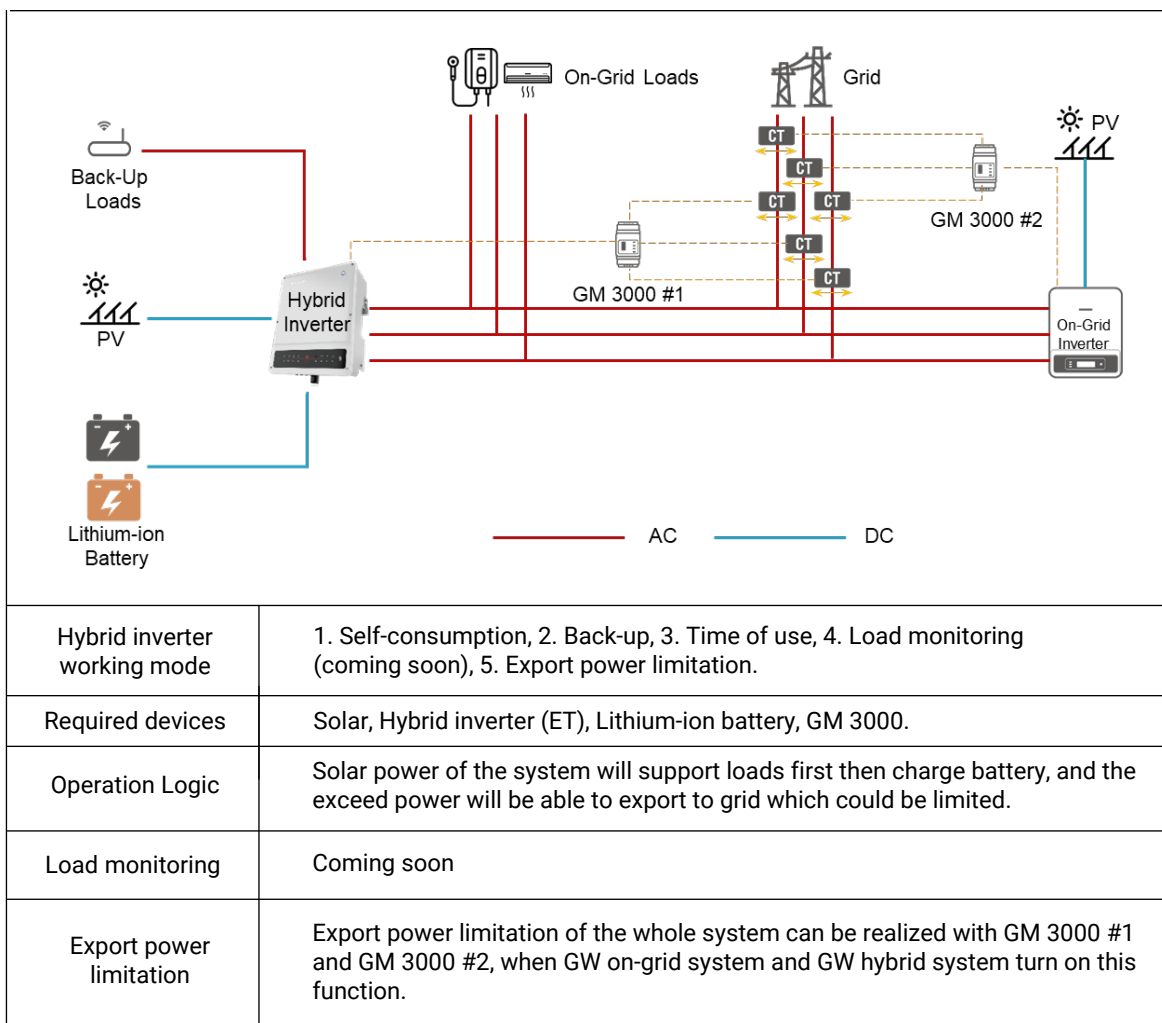 On-Grid Loads
Grid
PV
CT
CT
CT
CT
CT
CT
GM 3000 #2
GM 3000 #1
Back-Up
Loads
PV
Hybrid
Inverter
On-Grid
Inverter
Lithium-ion
Battery
AC
DC
Hybrid inverter
working mode
1. Self-consumption, 2. Back-up, 3. Time of use, 4. Load monitoring
(coming soon), 5. Export power limitation.
Required devices
Solar, Hybrid inverter (ET), Lithium-ion battery, GM 3000.
Operation Logic
Solar power of the system will support loads first then charge battery, and the
exceed power will be able to export to grid which could be limited.
Load monitoring
Coming soon
Export power
limitation
Export power limitation of the whole system can be realized with GM 3000 #1
and GM 3000 #2, when GW on-grid system and GW hybrid system turn on this
function.